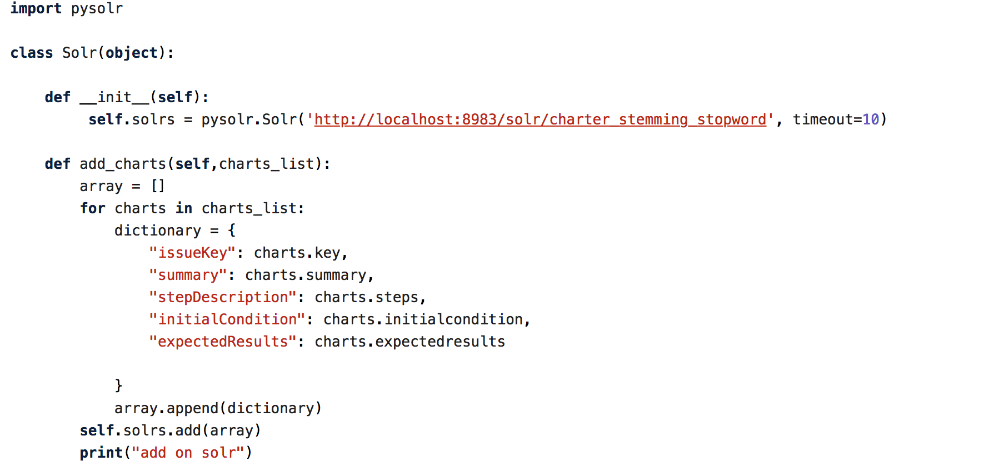 import pysolr
class Solr(object):
def __init__(self):
self.solrs = pysolr.Solr('http://localhost:8983/solr/charter_stemming_stopword', timeout=10)
def add_charts(self,charts_list):
array = []
for charts in charts_list:
dictionary = {
"issueKey": charts.key,
"summary": charts.summary,
"stepDescription": charts.steps,
"initialCondition": charts.initialcondition,
"expectedResults": charts.expectedresults
}
array.append(dictionary)
self.solrs.add(array)
print("add on solr")